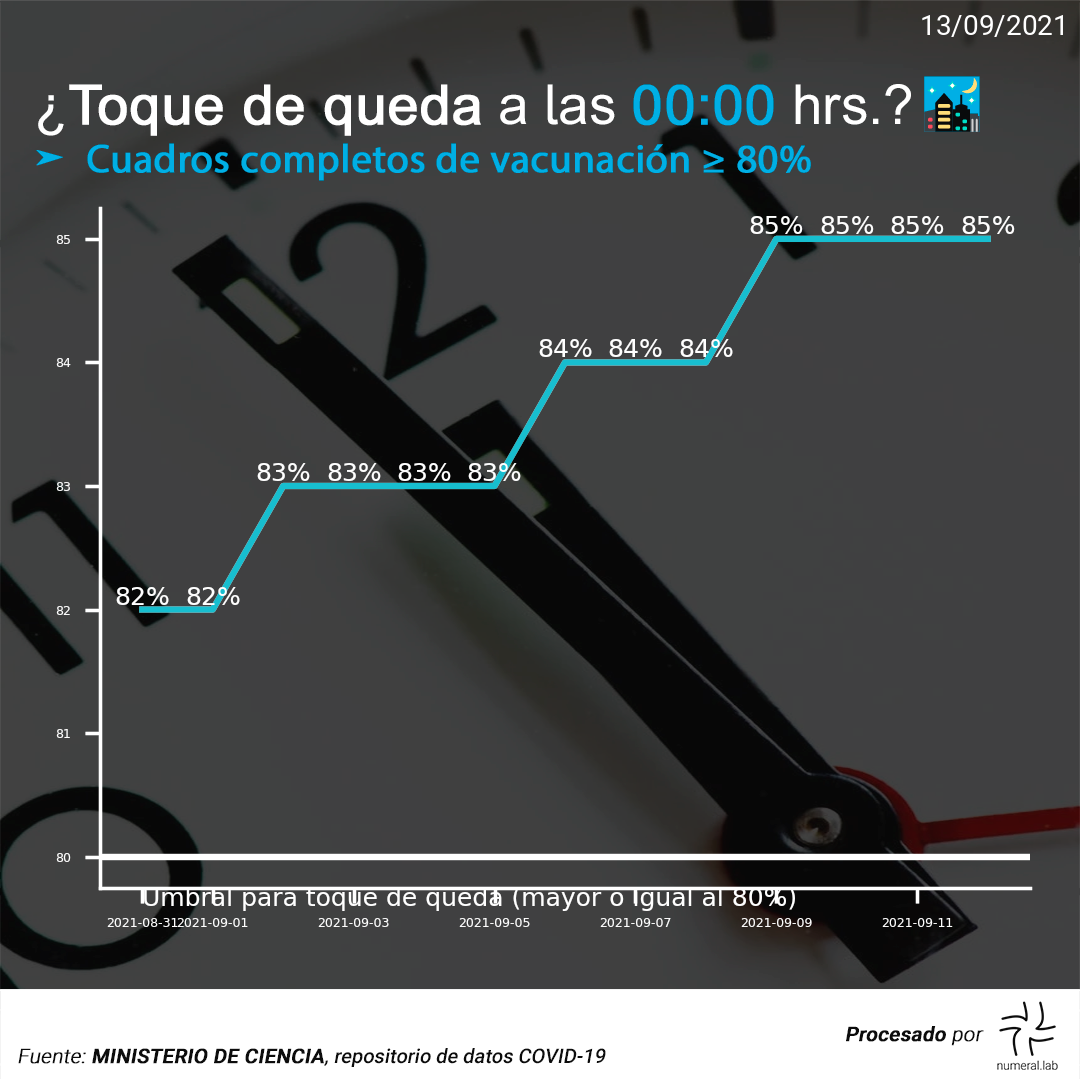 13/09/2021
¿Toque de queda a las 00:00 hrs.?
➤ Cuadros completos de vacunación ≥ 80%
85
84
83
82
81
80
85% 85% 85% 85%
84% 84% 84%
83% 83% 83% 83%
82% 82%
Umbral para toque de queda (mayor o igual al 80%)
2021-08-31 2021-09-01 2021-09-03 2021-09-05 2021-09-07 2021-09-09 2021-09-11
2
1
1
0
Fuente: MINISTERIO DE CIENCIA, repositorio de datos COVID-19
Procesado por
numeral.lab